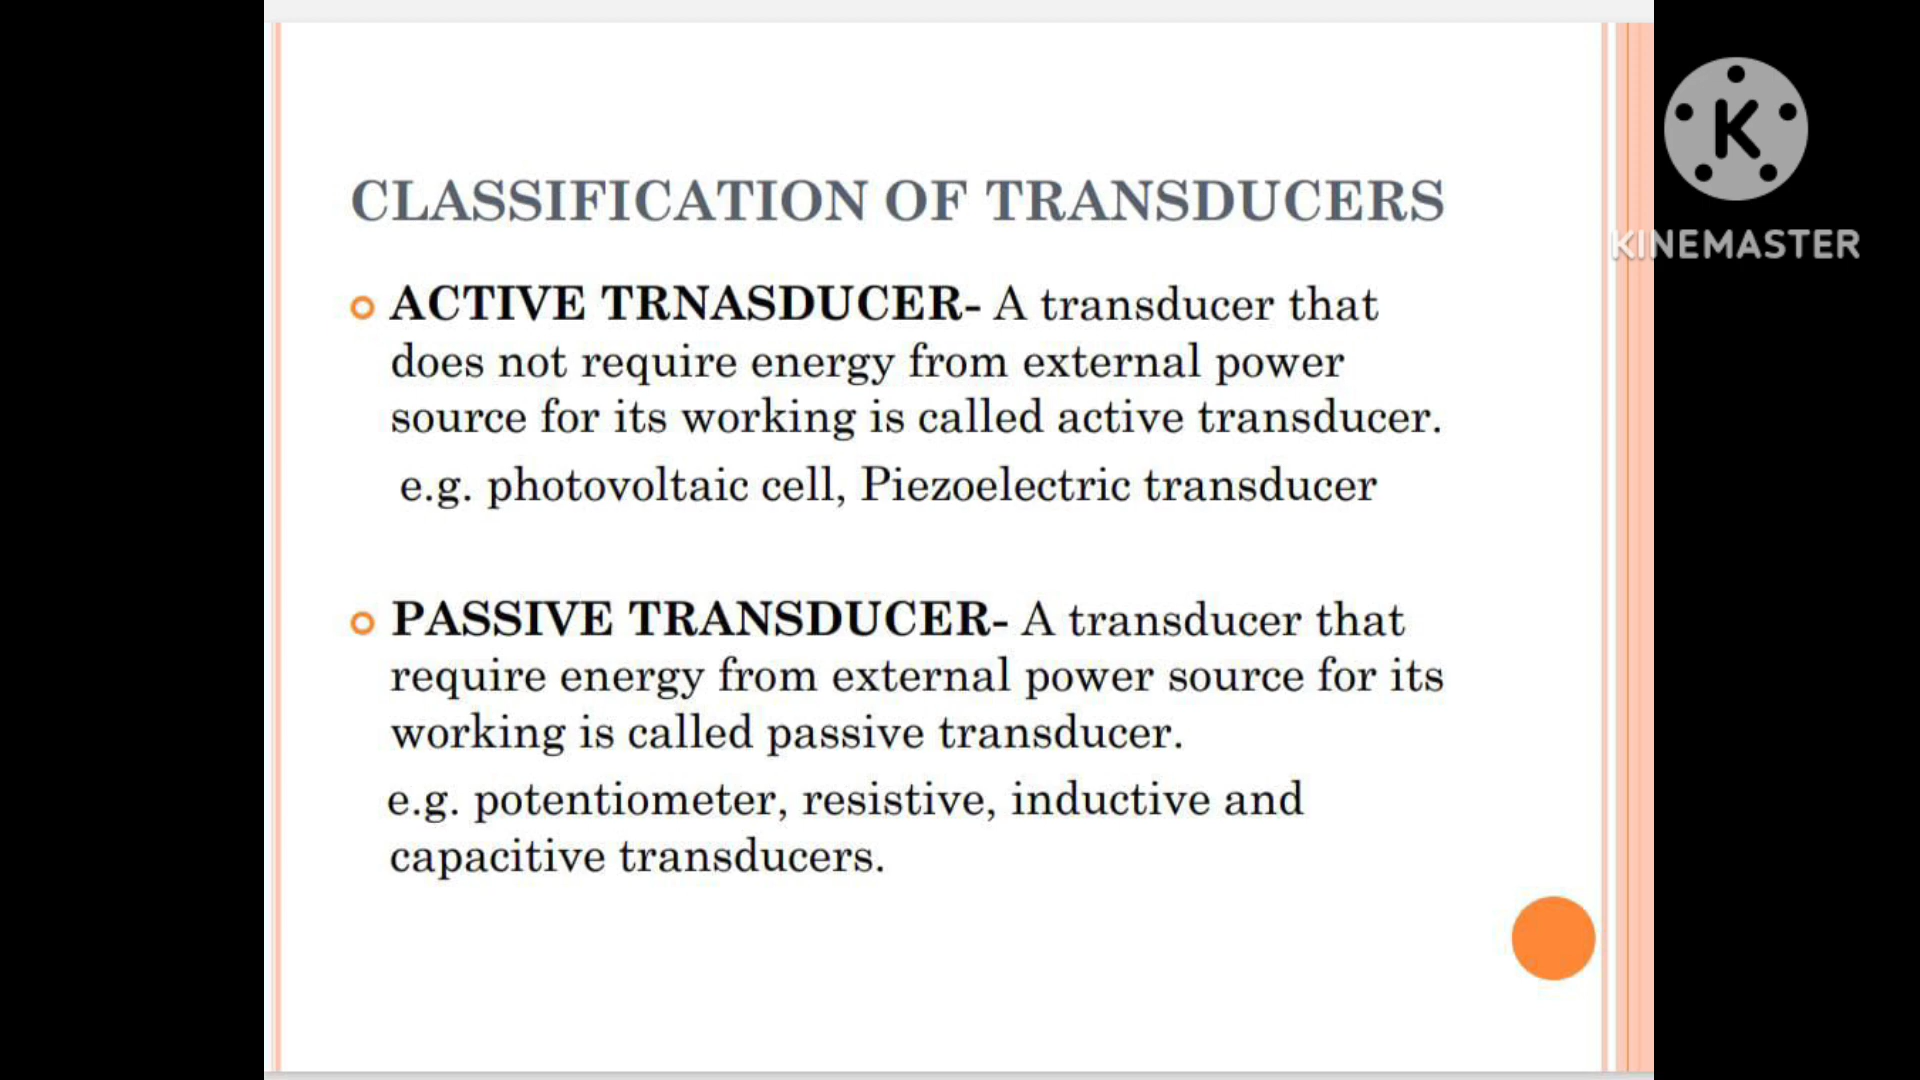 CLASSIFICATION OF TRANSDUCERS
ACTIVE TRNASDUCER- A transducer that
does not require energy from external power
source for its working is called active transducer.
e.g. photovoltaic cell, Piezoelectric transducer
PASSIVE TRANSDUCER- A transducer that
require energy from external power source for its
working is called passive transducer.
e.g. potentiometer, resistive, inductive and
capacitive transducers.
K
KINEMASTER